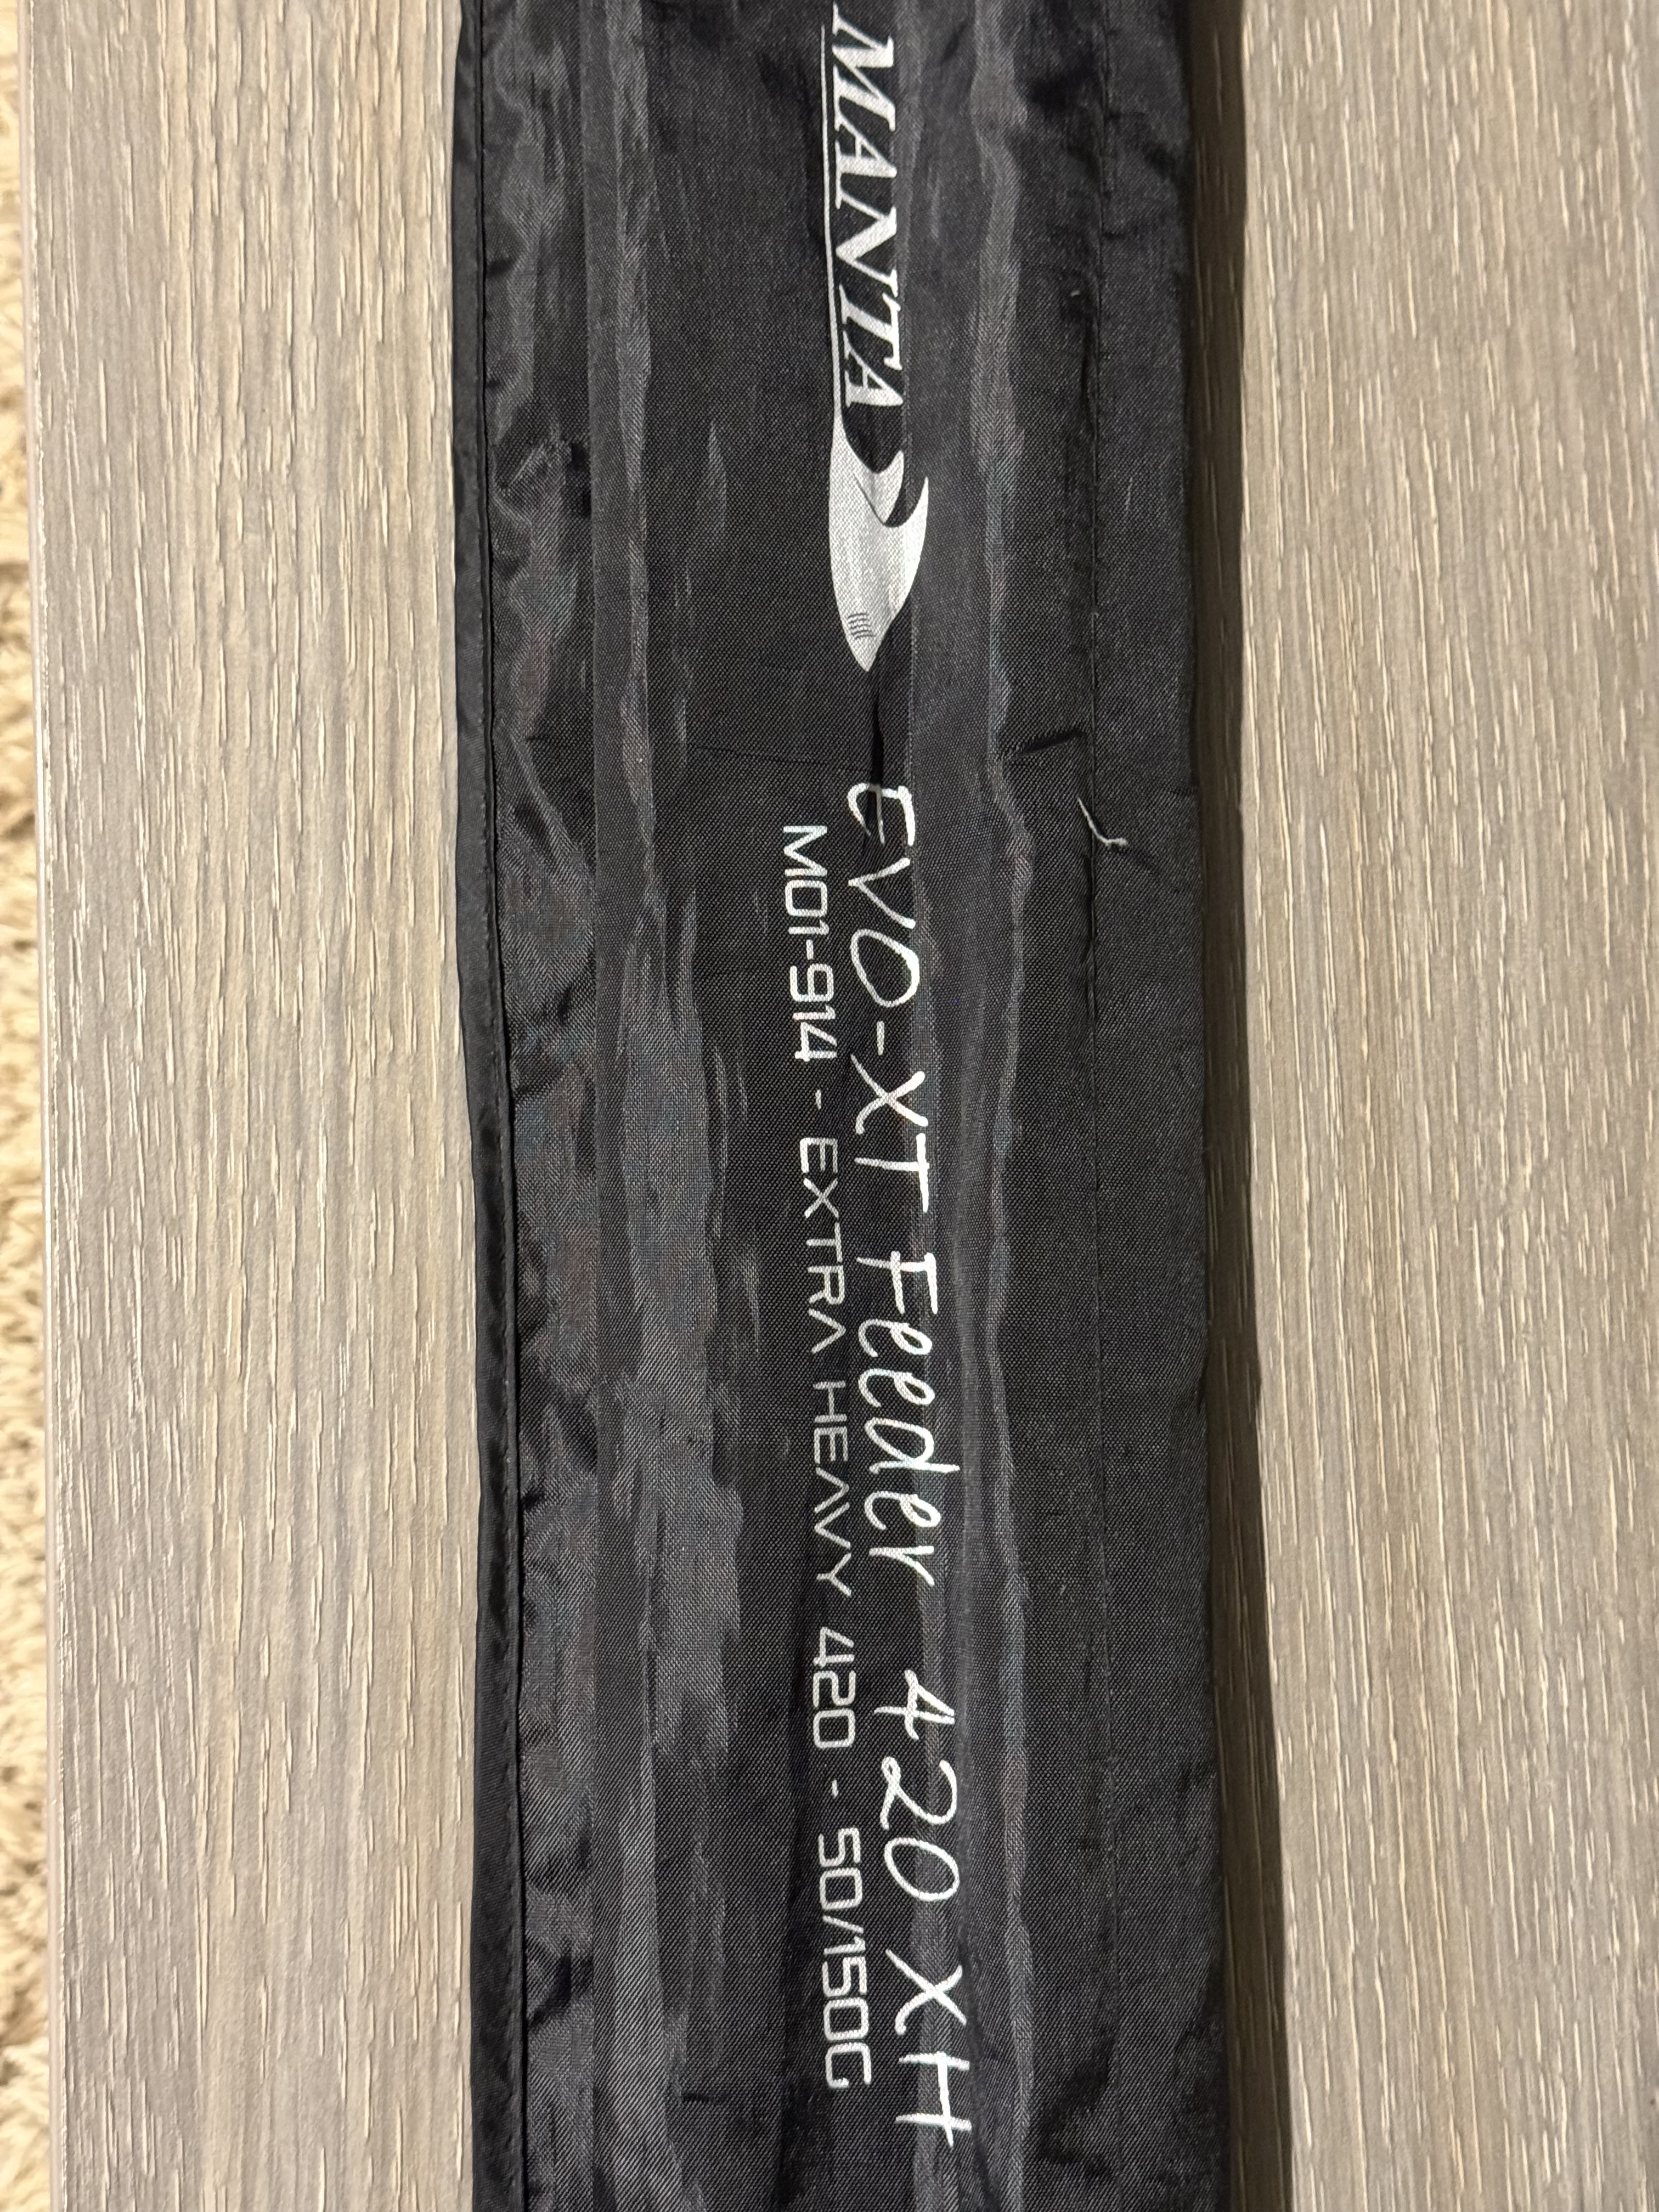 MANTA
EVO-XT Feeder 420 XH
M01-914 - EXTRA HEAVY 420 - 50/150G